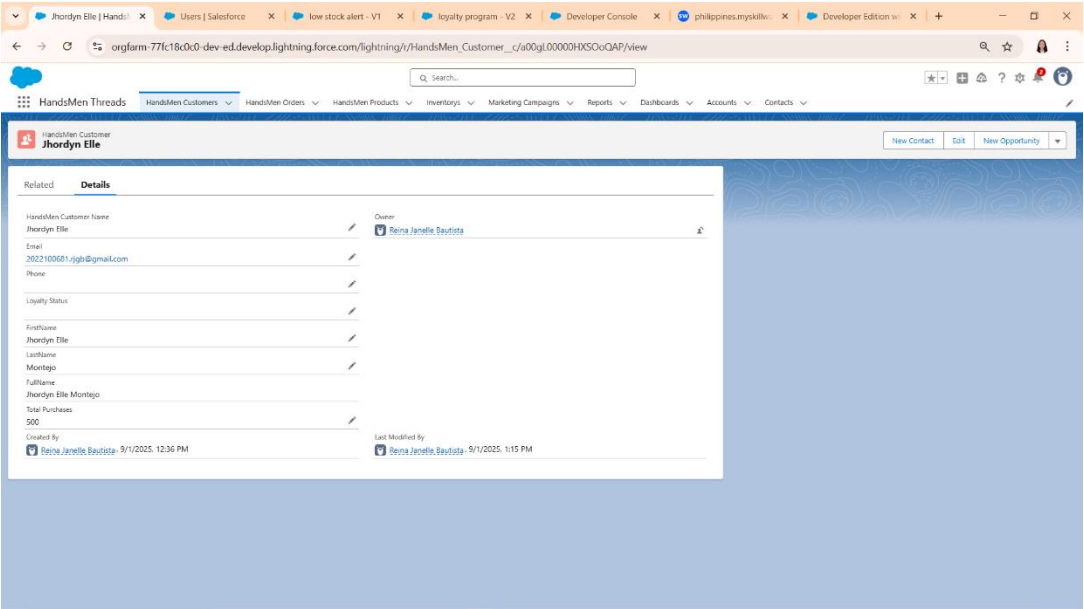 Jhordyn Elle | HandsM
Users | Salesforce
low stock alert - V1
loyalty program - V2
Developer Console
philippines.myskillwa
Developer Edition wi
orgfarm-77fc18c0c0-dev-ed.develop.lightning.force.com/lightning/r/HandsMen_Customer__c/a00gL00000HXSOoQAP/view
Search...
HandsMen Threads
HandsMen Customers
HandsMen Orders
HandsMen Products
Inventorys
Marketing Campaigns
Reports
Dashboards
Accounts
Contacts
HandsMen Customer
Jhordyn Elle
New Contact
Edit
New Opportunity
Related
Details
HandsMen Customer Name
Jhordyn Elle
Owner
Reina Janelle Bautista
Email
2022100681.rjgb@gmail.com
Phone
Loyalty Status
FirstName
Jhordyn Elle
LastName
Montejo
FullName
Jhordyn Elle Montejo
Total Purchases
500
Created By
Reina Janelle Bautista, 9/1/2025, 12:36 PM
Last Modified By
Reina Janelle Bautista, 9/1/2025, 1:15 PM